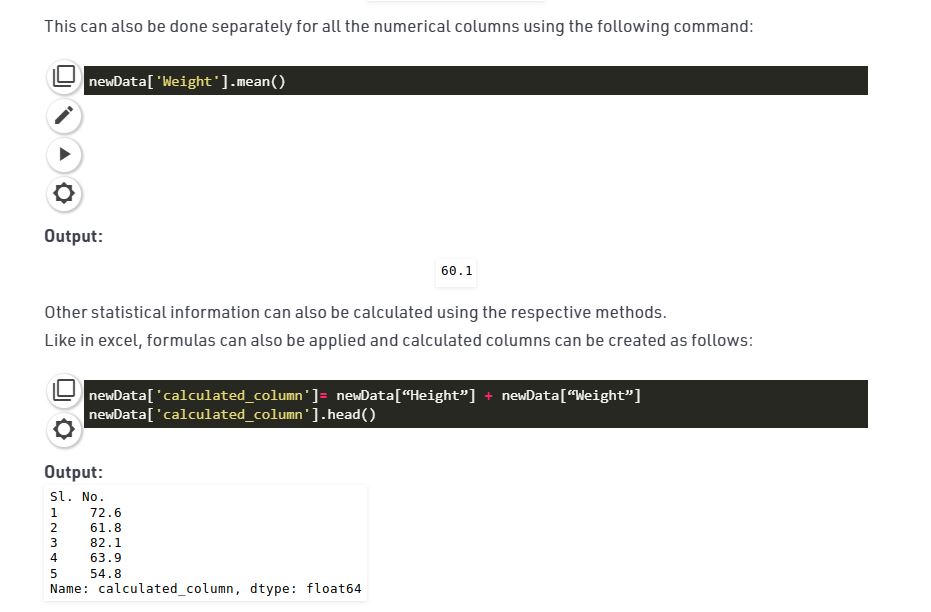 This can also be done separately for all the numerical columns using the following command:
newData['Weight'].mean()
Output:
60.1
Other statistical information can also be calculated using the respective methods.
Like in excel, formulas can also be applied and calculated columns can be created as follows:
newData['calculated_column']= newData[“Height”] + newData[“Weight”]
newData['calculated_column'].head()
Output:
Sl. No.
1    72.6
2    61.8
3    82.1
4    63.9
5    54.8
Name: calculated_column, dtype: float64